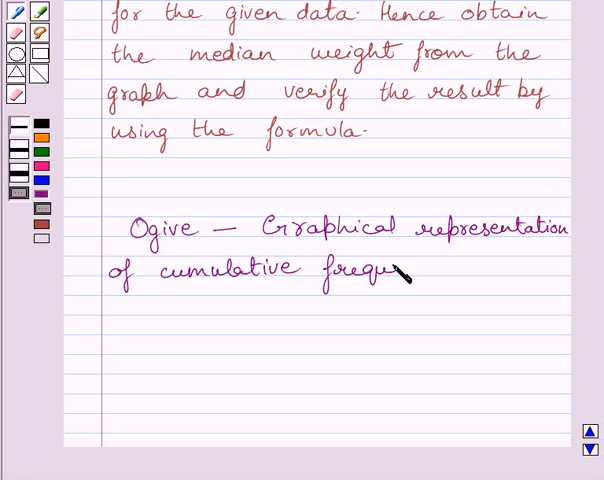 for the given data. Hence obtain
the median weight from the
graph and verify the result by
using the formula.
Ogive — Graphical representation
of cumulative frequ